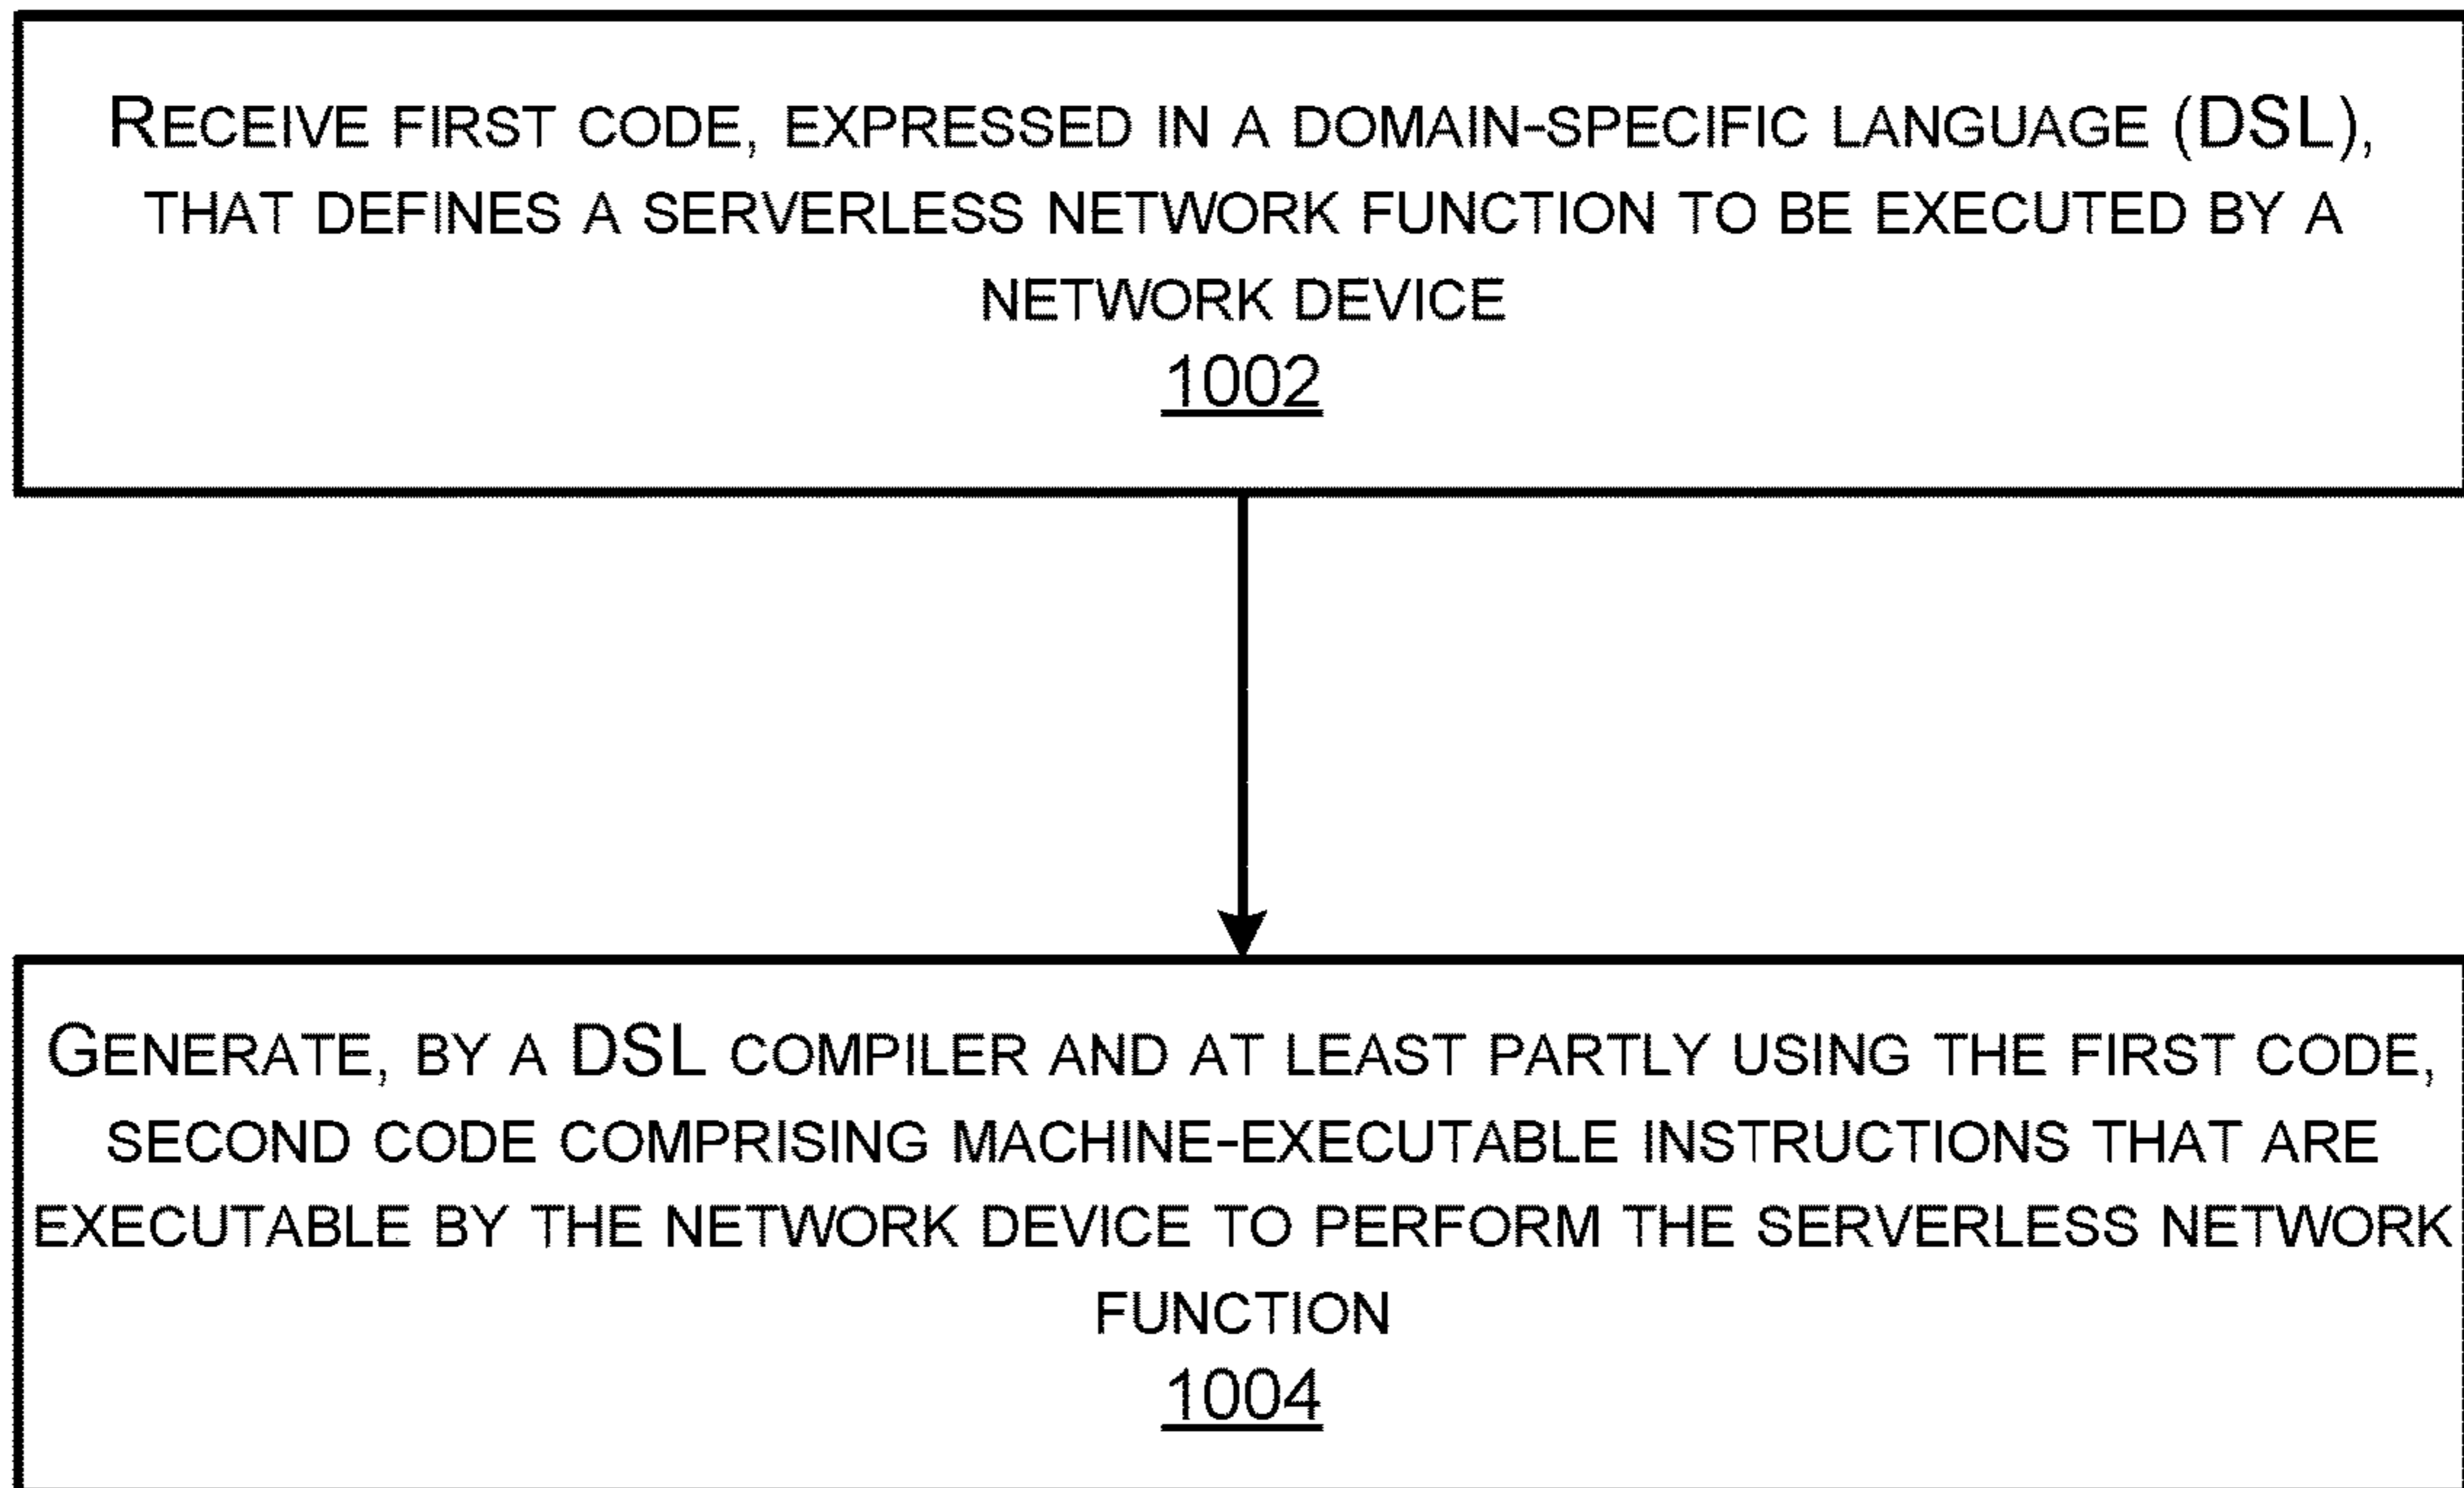 RECEIVE FIRST CODE, EXPRESSED IN A DOMAIN-SPECIFIC LANGUAGE (DSL),
THAT DEFINES A SERVERLESS NETWORK FUNCTION TO BE EXECUTED BY A
NETWORK DEVICE
1002
GENERATE, BY A DSL COMPILER AND AT LEAST PARTLY USING THE FIRST CODE,
SECOND CODE COMPRISING MACHINE-EXECUTABLE INSTRUCTIONS THAT ARE
EXECUTABLE BY THE NETWORK DEVICE TO PERFORM THE SERVERLESS NETWORK
FUNCTION
1004